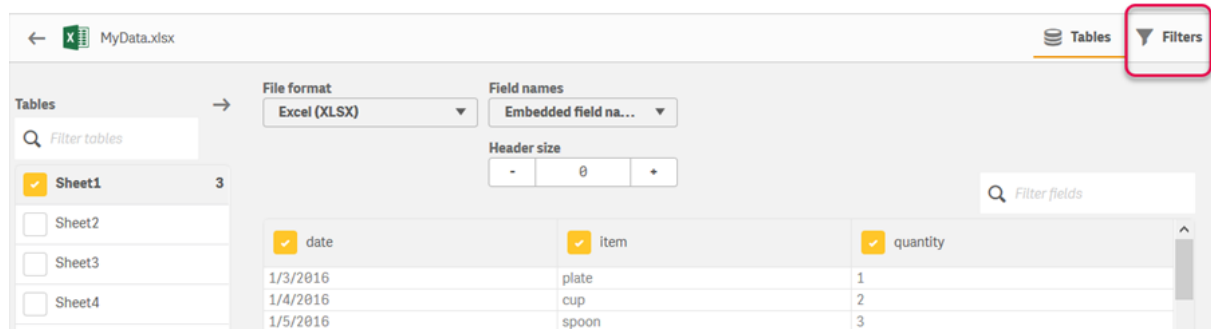 MyData.xlsx
Tables
Filters
Tables
Filter tables
Sheet1 3
Sheet2
Sheet3
Sheet4
File format
Excel (XLSX)
Field names
Embedded field na...
Header size
- 0 +
Filter fields
date item quantity
1/3/2016 plate 1
1/4/2016 cup 2
1/5/2016 spoon 3